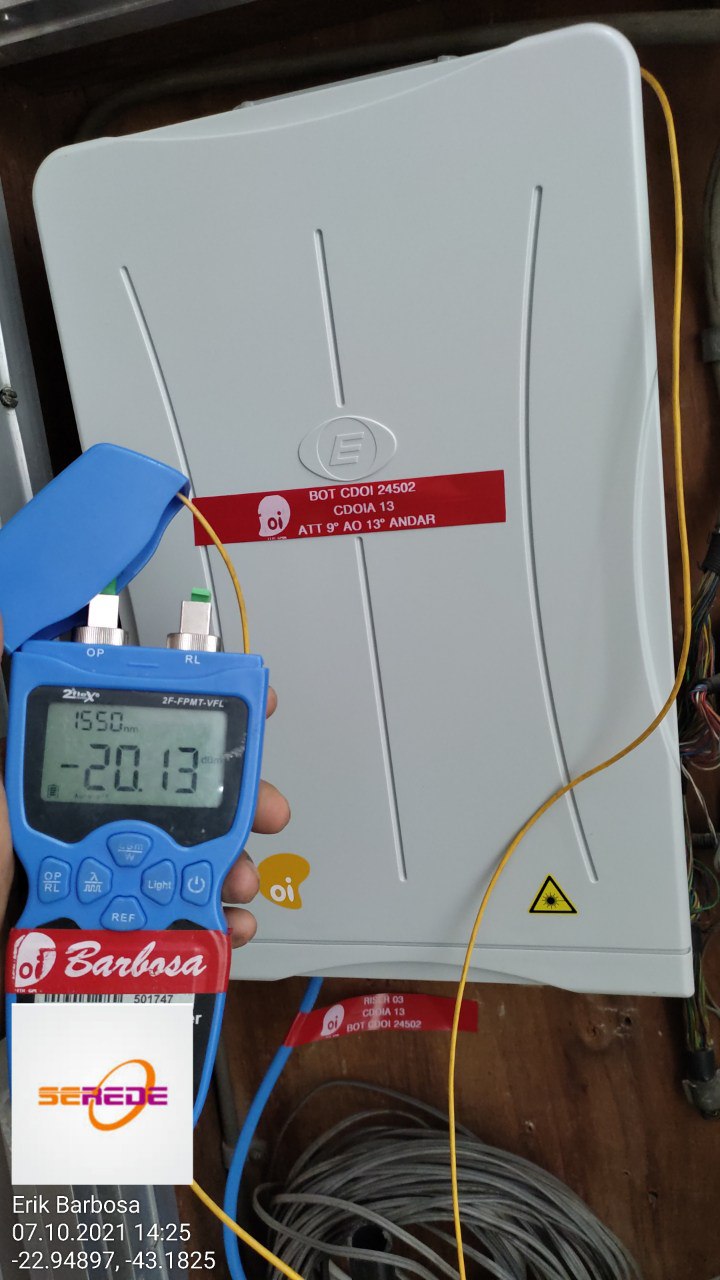 E
BOT CDOI 24502
CDOIA 13
ATT 9º AO 13º ANDAR
oi
OP
RL
2flex
2F-FPMT-VFL
1550nm
-20.13 dBm
OP
RL
λ
Light
REF
oi
oi
Barbosa
501747
RISER 03
CDOIA 13
BOT CDOI 24502
oi
SEREDE
Erik Barbosa
07.10.2021 14:25
-22.94897, -43.1825